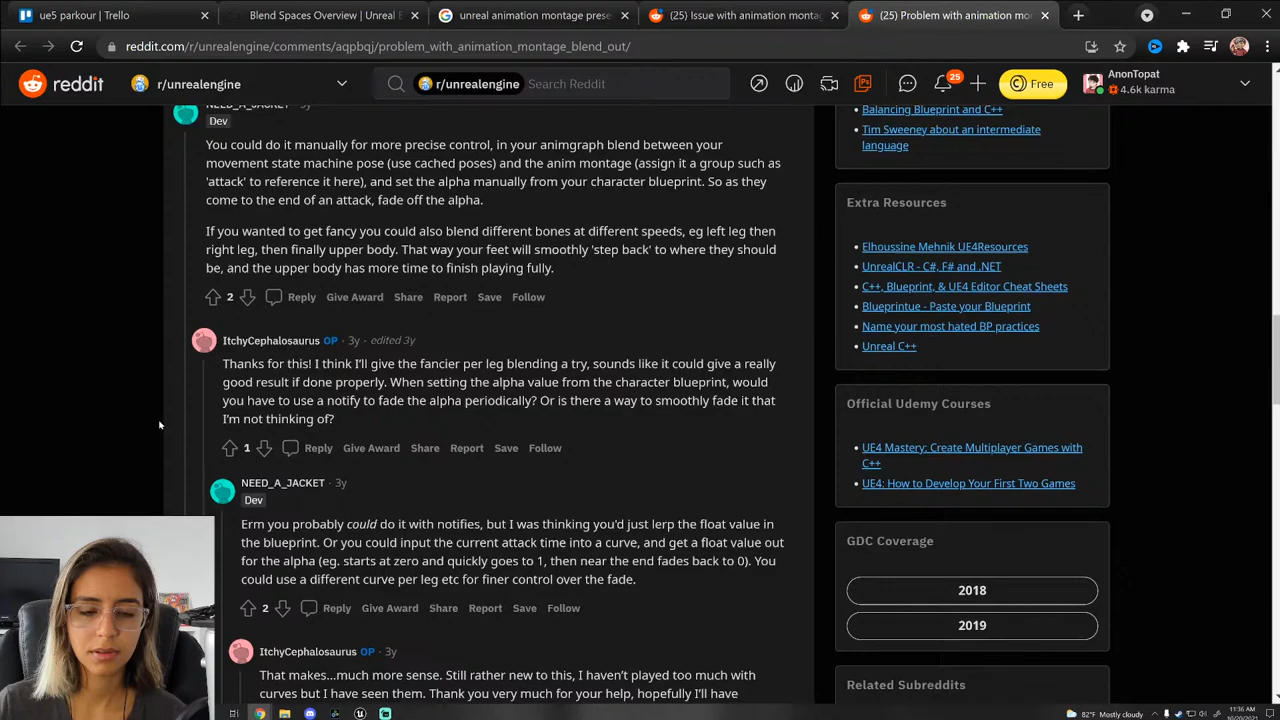 ue5 parkour | Trello
Blend Spaces Overview | Unreal E
unreal animation montage prese
(25) Issue with animation montag
(25) Problem with animation mo
reddit.com/r/unrealengine/comments/aqpbqj/problem_with_animation_montage_blend_out/
reddit
r/unrealengine
r/unrealengine
Search Reddit
25
Free
AnonTopat
4.6k karma
NEED_A_JACKET
Dev
You could do it manually for more precise control, in your animgraph blend between your
movement state machine pose (use cached poses) and the anim montage (assign it a group such as
'attack' to reference it here), and set the alpha manually from your character blueprint. So as they
come to the end of an attack, fade off the alpha.
If you wanted to get fancy you could also blend different bones at different speeds, eg left leg then
right leg, then finally upper body. That way your feet will smoothly 'step back' to where they should
be, and the upper body has more time to finish playing fully.
2 Reply Give Award Share Report Save Follow
ItchyCephalosaurus OP · 3y · edited 3y
Thanks for this! I think I'll give the fancier per leg blending a try, sounds like it could give a really
good result if done properly. When setting the alpha value from the character blueprint, would
you have to use a notify to fade the alpha periodically? Or is there a way to smoothly fade it that
I'm not thinking of?
1 Reply Give Award Share Report Save Follow
NEED_A_JACKET · 3y
Dev
Erm you probably could do it with notifies, but I was thinking you'd just lerp the float value in
the blueprint. Or you could input the current attack time into a curve, and get a float value out
for the alpha (eg. starts at zero and quickly goes to 1, then near the end fades back to 0). You
could use a different curve per leg etc for finer control over the fade.
2 Reply Give Award Share Report Save Follow
ItchyCephalosaurus OP · 3y
That makes...much more sense. Still rather new to this, I haven't played too much with
curves but I have seen them. Thank you very much for your help, hopefully I'll have
Balancing Blueprint and C++
Tim Sweeney about an intermediate
language
Extra Resources
Elhoussine Mehnik UE4Resources
UnrealCLR - C#, F# and .NET
C++, Blueprint, & UE4 Editor Cheat Sheets
Blueprintue - Paste your Blueprint
Name your most hated BP practices
Unreal C++
Official Udemy Courses
UE4 Mastery: Create Multiplayer Games with
C++
UE4: How to Develop Your First Two Games
GDC Coverage
2018
2019
Related Subreddits
82°F Mostly cloudy
11:36 AM
10/20/2021